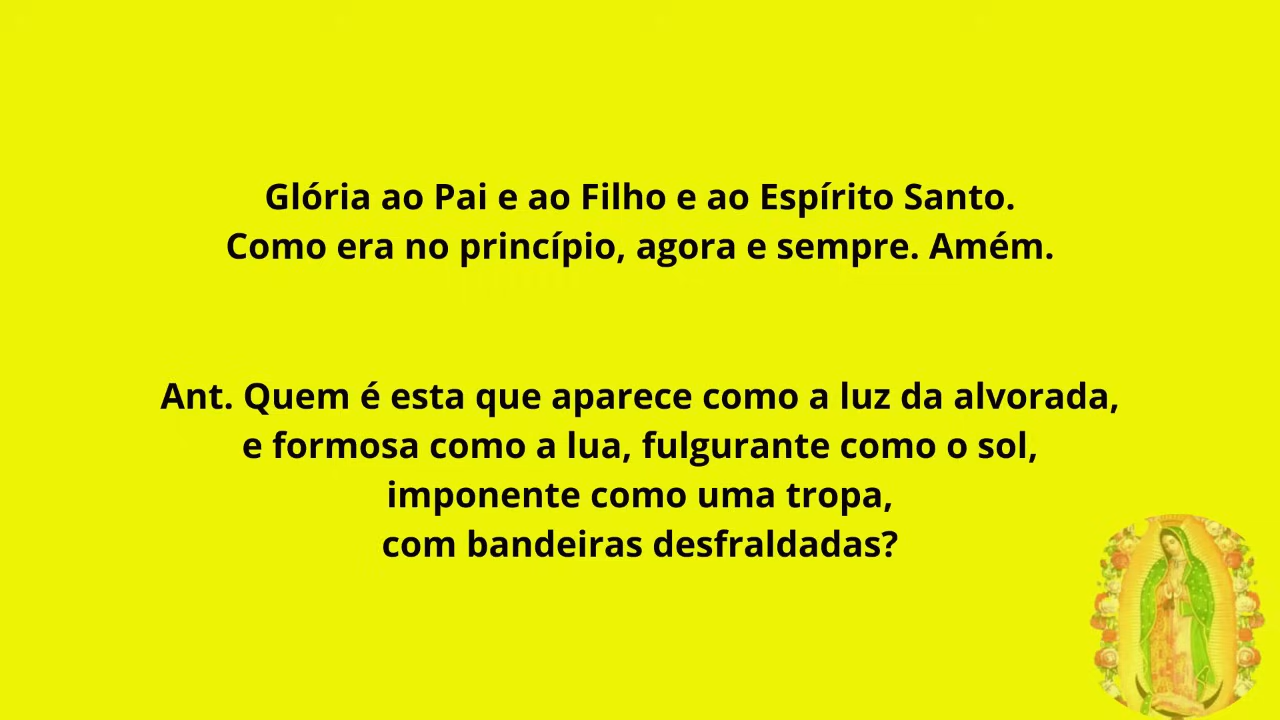 Glória ao Pai e ao Filho e ao Espírito Santo.
Como era no princípio, agora e sempre. Amém.
Ant. Quem é esta que aparece como a luz da alvorada,
e formosa como a lua, fulgurante como o sol,
imponente como uma tropa,
com bandeiras desfraldadas?